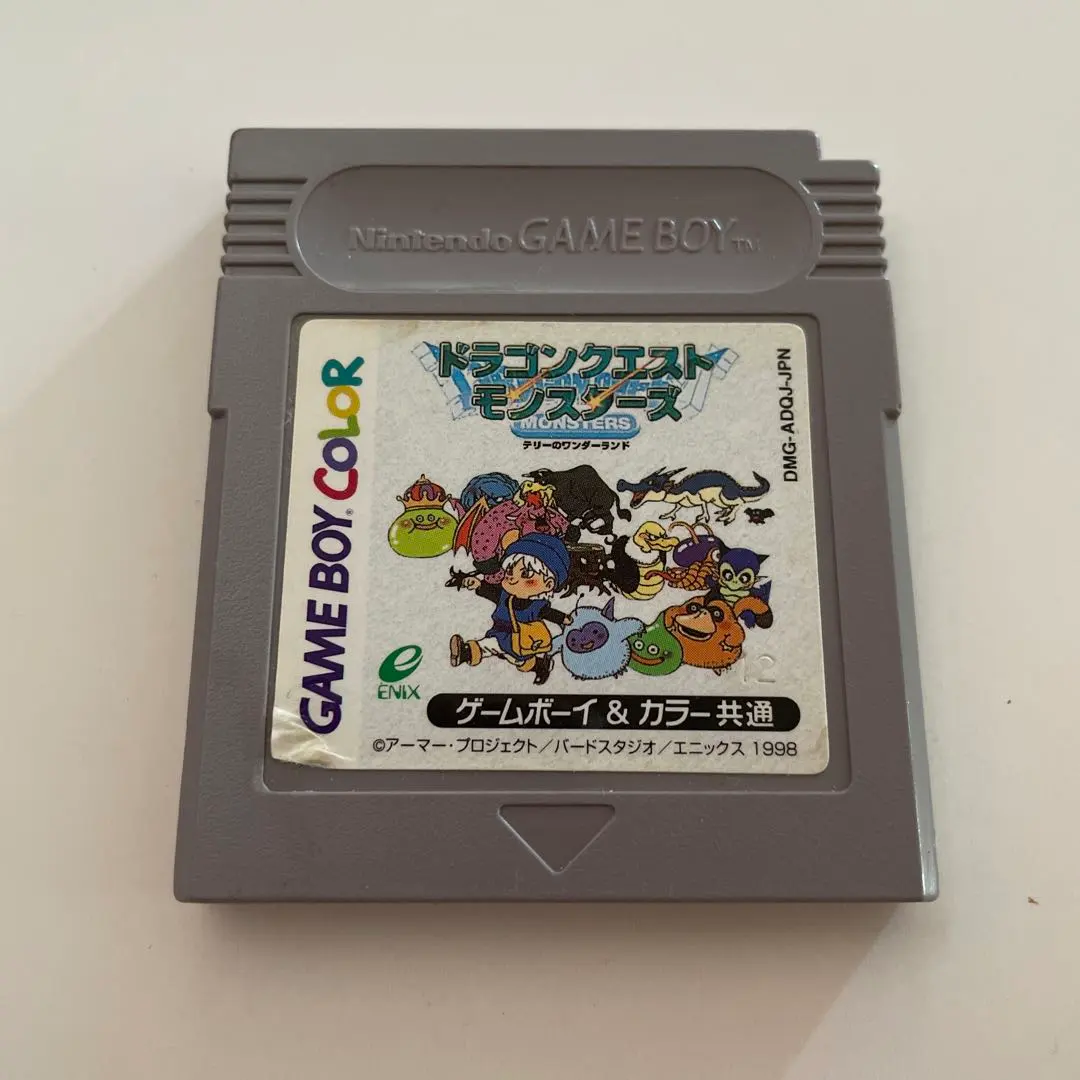 Nintendo GAME BOY TM
GAME BOY® COLOR
ドラゴンクエスト
モンスターズ
MONSTERS
テリーのワンダーランド
DMG-ADQJ-JPN
ENIX
12
ゲームボーイ & カラー共通
©アーマー・プロジェクト／バードスタジオ／エニックス 1998